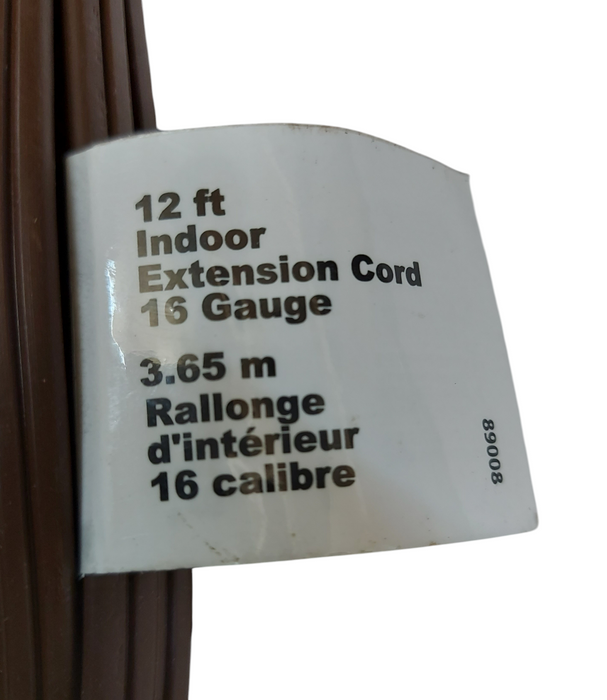 12 ft
Indoor
Extension Cord
16 Gauge
3.65 m
Rallonge
d'intérieur
16 calibre
89008